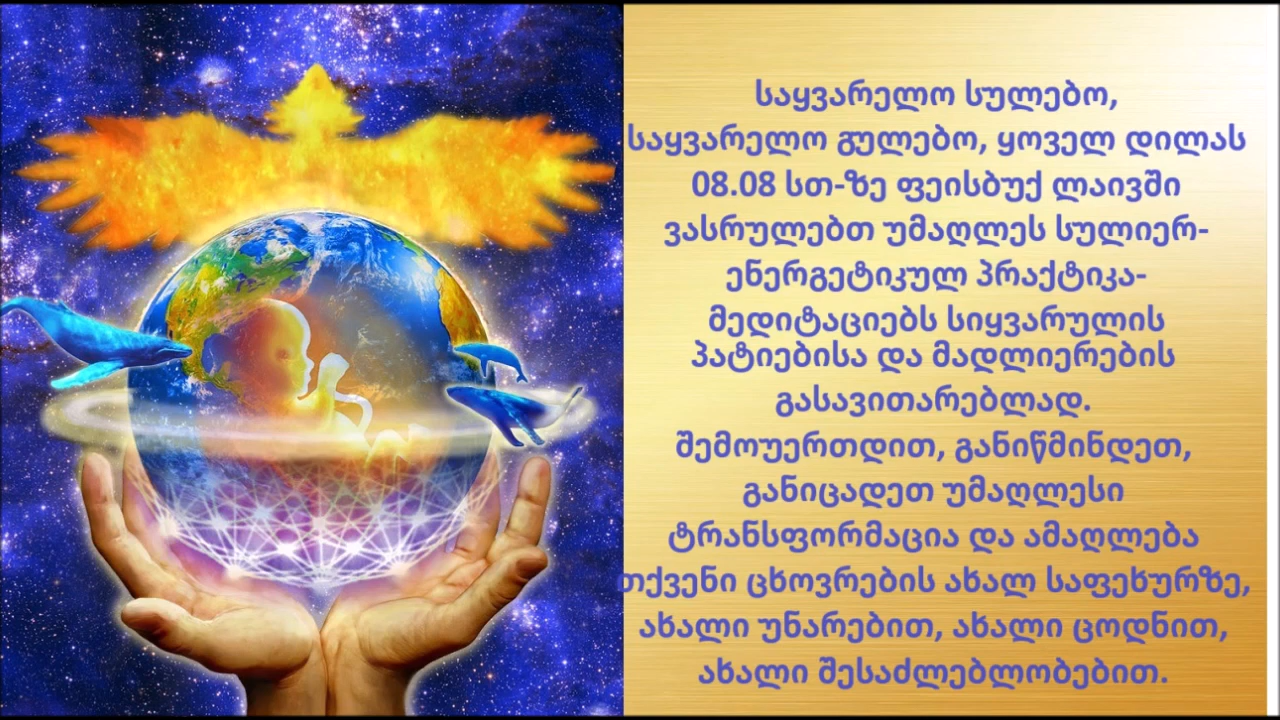 საყვარელო სულებო,
საყვარელო გულებო, ყოველ დილას
08.08 სთ-ზე ფეისბუქ ლაივში
ვასრულებთ უმაღლეს სულიერ-
ენერგეტიკულ პრაქტიკა-
მედიტაციებს სიყვარულის
პატიებისა და მადლიერების
გასავითარებლად.
შემოუერთდით, განიწმინდეთ,
განიცადეთ უმაღლესი
ტრანსფორმაცია და ამაღლება
თქვენი ცხოვრების ახალ საფეხურზე,
ახალი უნარებით, ახალი ცოდნით,
ახალი შესაძლებლობებით.